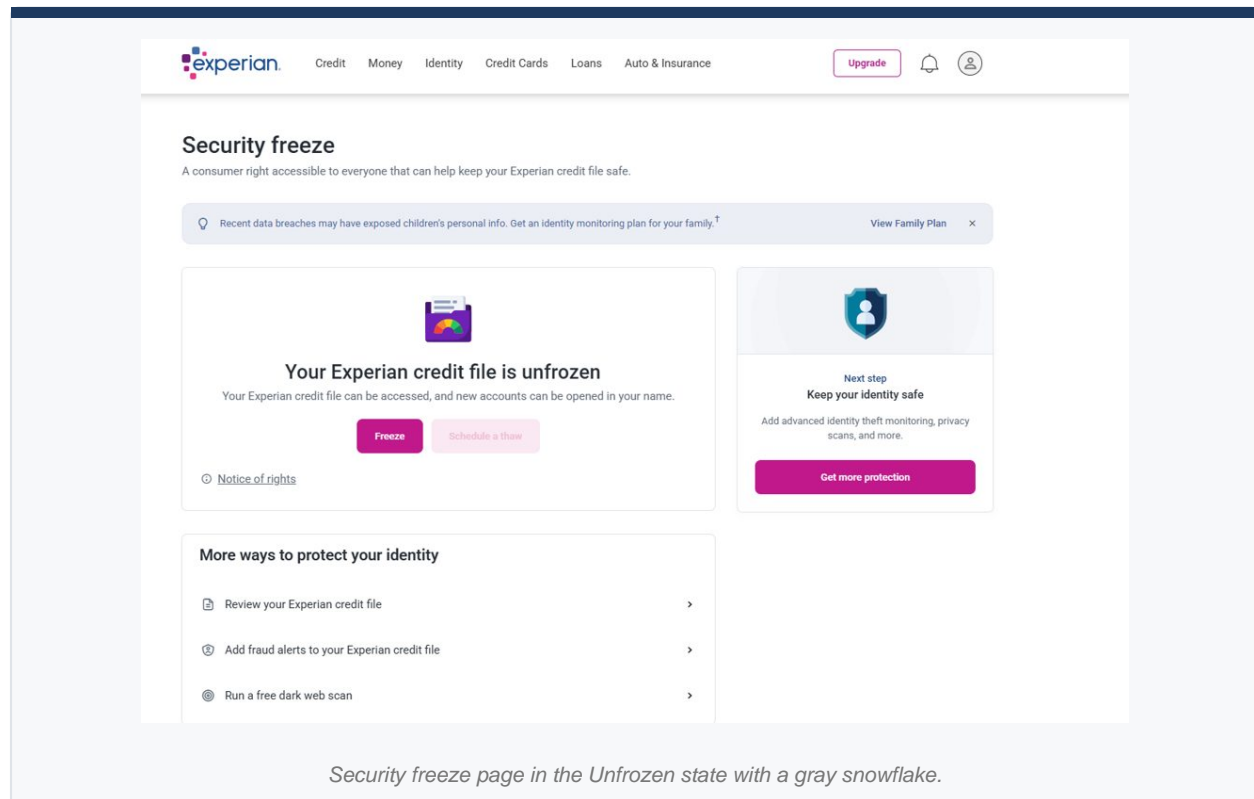 experian.
Credit Money Identity Credit Cards Loans Auto & Insurance
Upgrade
Security freeze
A consumer right accessible to everyone that can help keep your Experian credit file safe.
Recent data breaches may have exposed children's personal info. Get an identity monitoring plan for your family.†
View Family Plan ×
Your Experian credit file is unfrozen
Your Experian credit file can be accessed, and new accounts can be opened in your name.
Freeze
Schedule a thaw
Notice of rights
Next step
Keep your identity safe
Add advanced identity theft monitoring, privacy
scans, and more.
Get more protection
More ways to protect your identity
Review your Experian credit file
Add fraud alerts to your Experian credit file
Run a free dark web scan
Security freeze page in the Unfrozen state with a gray snowflake.